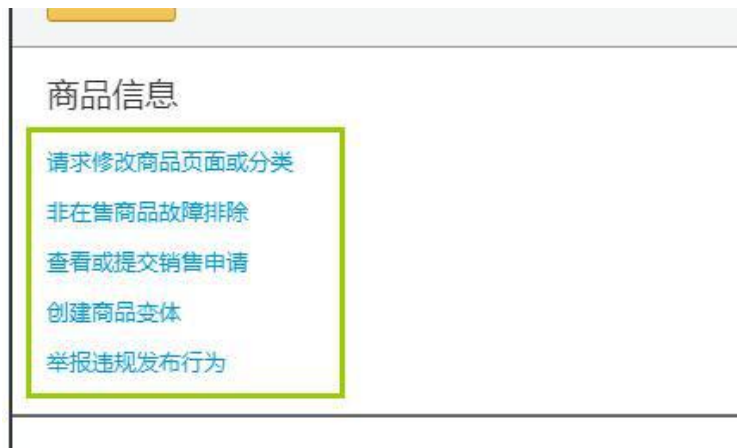 商品信息
请求修改商品页面或分类
非在售商品故障排除
查看或提交销售申请
创建商品变体
举报违规发布行为